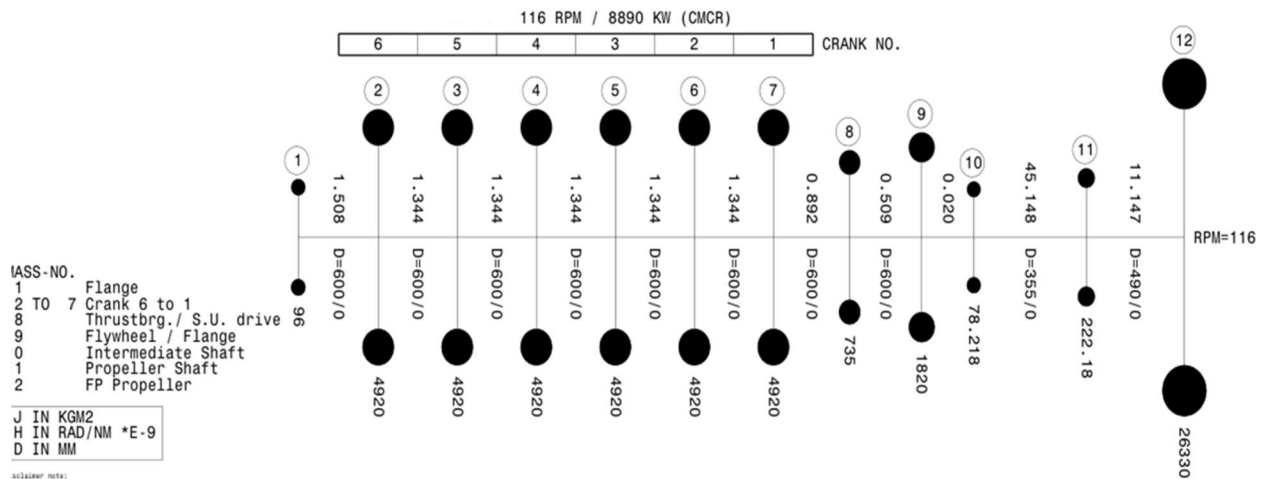 116 RPM / 8890 KW (CMCR)
6 5 4 3 2 1 CRANK NO.
1 2 3 4 5 6 7 8 9 10 11 12
1.508 1.344 1.344 1.344 1.344 1.344 0.892 0.509 0.020 45.148 11.147
RPM=116
D=600/0 D=600/0 D=600/0 D=600/0 D=600/0 D=600/0 D=600/0 D=600/0 D=355/0 D=490/0
96 4920 4920 4920 4920 4920 4920 735 1820 78.218 222.18 26330
MASS-NO.
1 Flange
2 TO 7 Crank 6 to 1
8 Thrustbrg./ S.U. drive
9 Flywheel / Flange
0 Intermediate Shaft
1 Propeller Shaft
2 FP Propeller
J IN KGM2
H IN RAD/NM *E-9
D IN MM
sclaimer note: